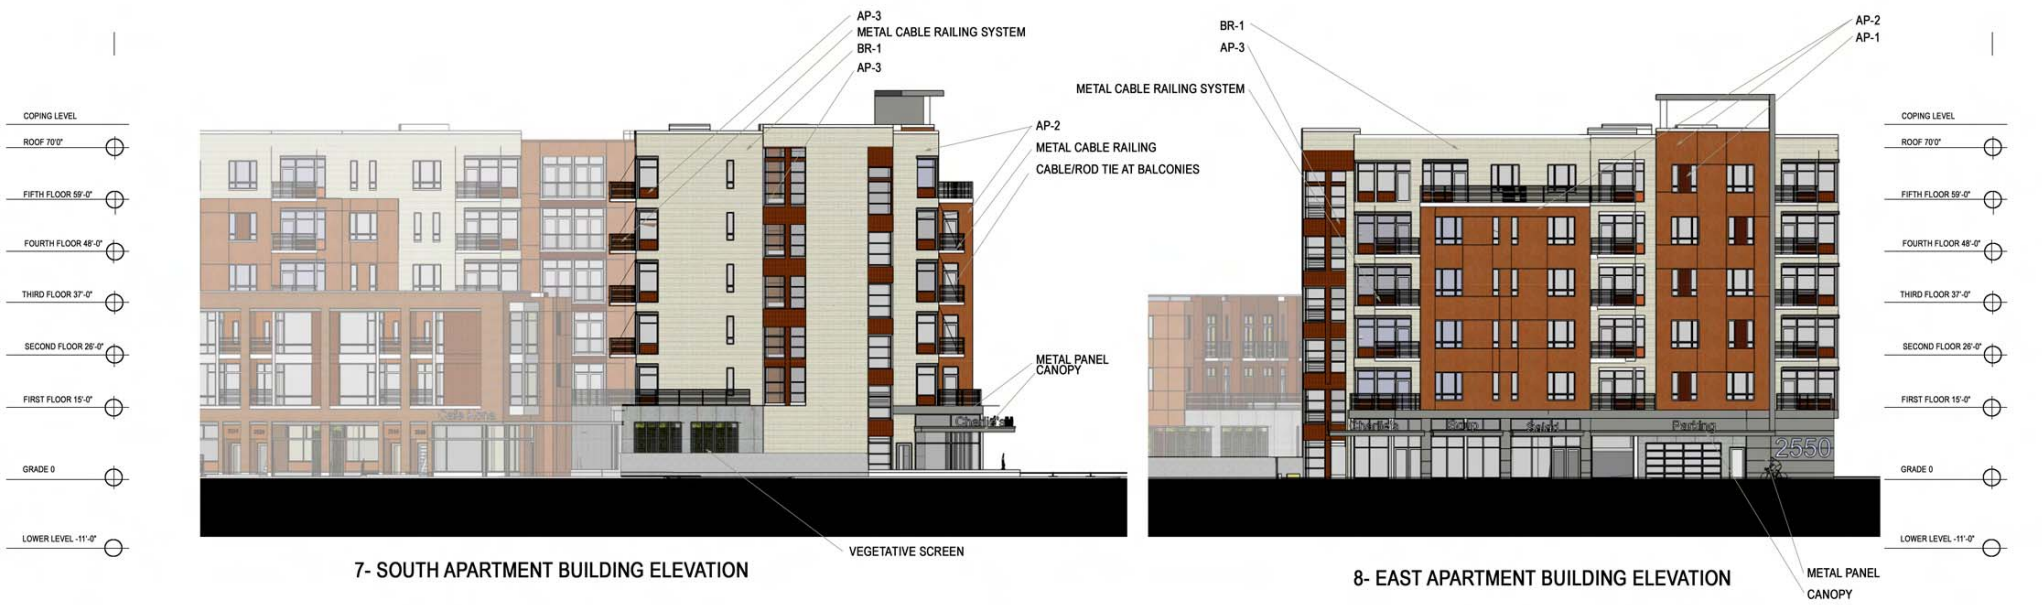 AP-3
METAL CABLE RAILING SYSTEM
BR-1
AP-3
AP-2
METAL CABLE RAILING
CABLE/ROD TIE AT BALCONIES
METAL PANEL
CANOPY
VEGETATIVE SCREEN
COPING LEVEL
ROOF 70'0"
FIFTH FLOOR 59'-0"
FOURTH FLOOR 48'-0"
THIRD FLOOR 37'-0"
SECOND FLOOR 26'-0"
FIRST FLOOR 15'-0"
GRADE 0
LOWER LEVEL -11'-0"
Charlie's
7- SOUTH APARTMENT BUILDING ELEVATION
BR-1
AP-3
METAL CABLE RAILING SYSTEM
AP-2
AP-1
COPING LEVEL
ROOF 70'0"
FIFTH FLOOR 59'-0"
FOURTH FLOOR 48'-0"
THIRD FLOOR 37'-0"
SECOND FLOOR 26'-0"
FIRST FLOOR 15'-0"
GRADE 0
LOWER LEVEL -11'-0"
Charlie's
Soup
Salad
Parking
2550
METAL PANEL
CANOPY
8- EAST APARTMENT BUILDING ELEVATION